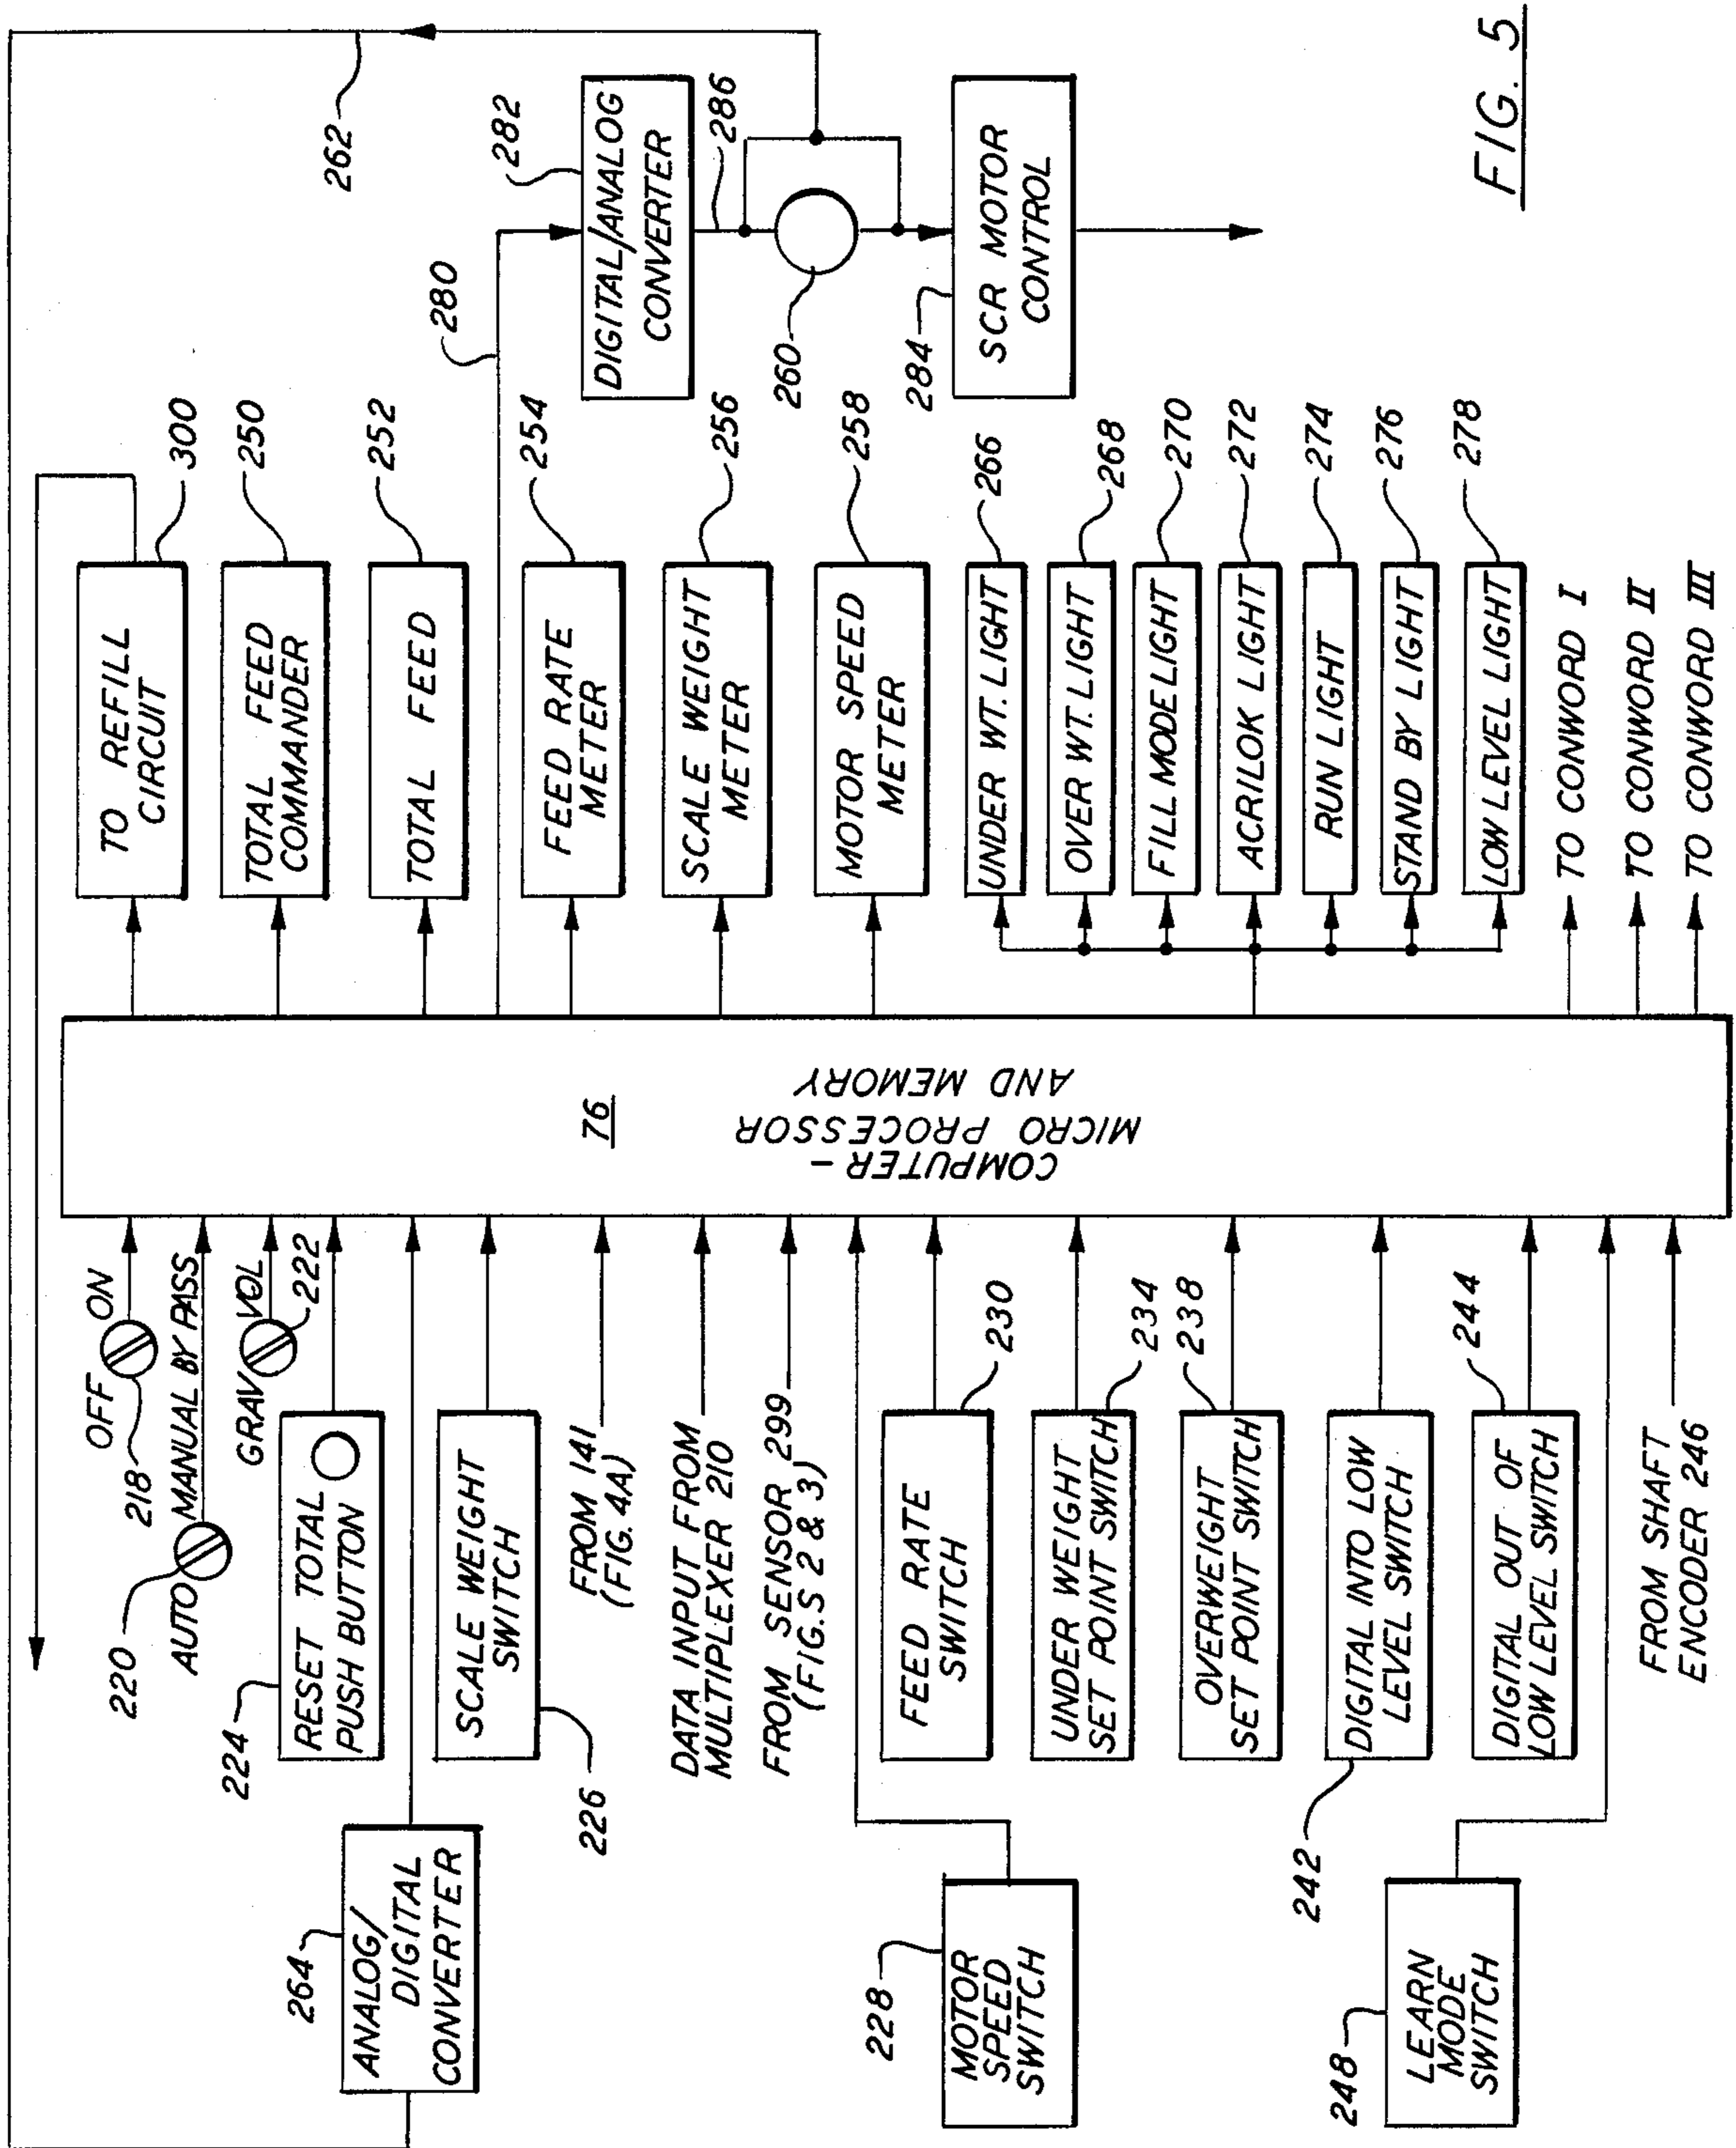 262
280
282
DIGITAL/ANALOG
CONVERTER
286
260
284
SCR MOTOR
CONTROL
FIG. 5
TO REFILL
CIRCUIT
300
TOTAL FEED
COMMANDER
250
TOTAL FEED
252
FEED RATE
METER
254
SCALE WEIGHT
METER
256
MOTOR SPEED
METER
258
UNDER WT. LIGHT
266
OVER WT. LIGHT
268
FILL MODE LIGHT
270
ACRILOK LIGHT
272
RUN LIGHT
274
STAND BY LIGHT
276
LOW LEVEL LIGHT
278
TO CONWORD I
TO CONWORD II
TO CONWORD III
76
COMPUTER -
MICRO PROCESSOR
AND MEMORY
OFF
ON
218
AUTO
MANUAL BY PASS
220
GRAV
VOL
222
RESET TOTAL
PUSH BUTTON
224
ANALOG/
DIGITAL
CONVERTER
264
SCALE WEIGHT
SWITCH
226
FROM 141
(FIG. 4A)
DATA INPUT FROM
MULTIPLEXER 210
FROM SENSOR 299
(FIG.S 2 & 3)
MOTOR
SPEED
SWITCH
228
FEED RATE
SWITCH
230
UNDER WEIGHT
SET POINT SWITCH
234
OVERWEIGHT
SET POINT SWITCH
238
DIGITAL INTO LOW
LEVEL SWITCH
242
DIGITAL OUT OF
LOW LEVEL SWITCH
244
LEARN
MODE
SWITCH
248
FROM SHAFT
ENCODER 246